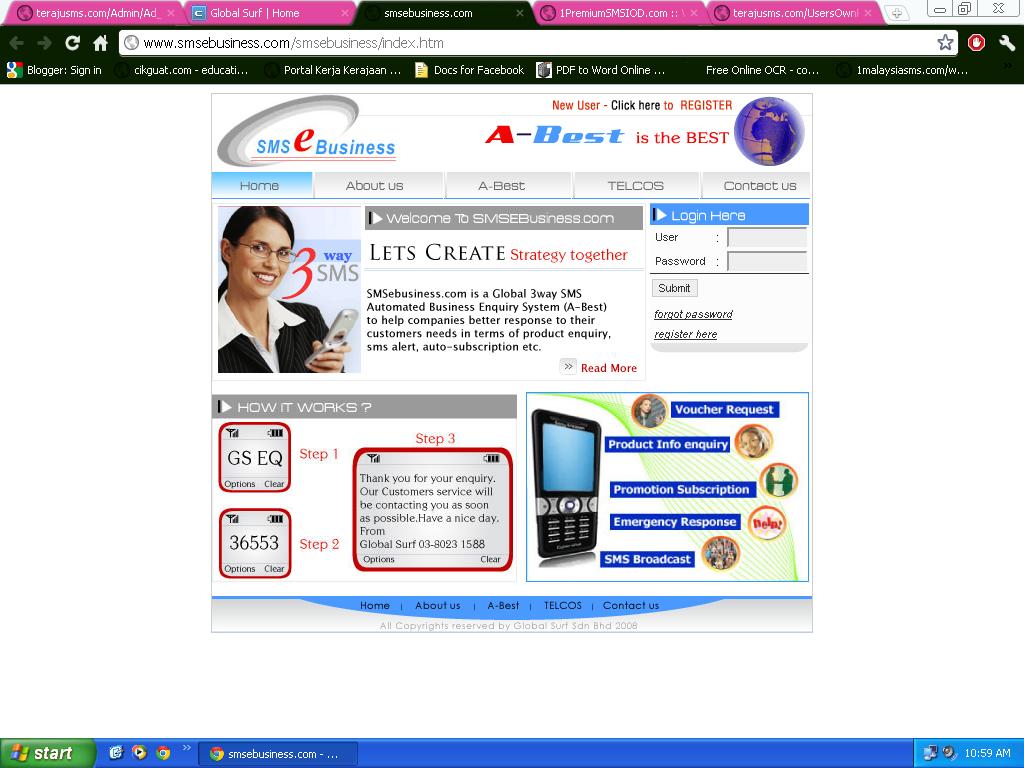 terajusms.com/Admin/Ad_
Global Surf | Home
smsebusiness.com
1PremiumSMSIOD.com ::
terajusms.com/UsersOwn
www.smsebusiness.com/smsebusiness/index.htm
Blogger: Sign in
cikguat.com - educati...
Portal Kerja Kerajaan ...
Docs for Facebook
PDF to Word Online ...
Free Online OCR - co...
1malaysiasms.com/w...
New User - Click here to REGISTER
SMS e Business
A-Best is the BEST
Home
About us
A-Best
TELCOS
Contact us
3 way SMS
Welcome To SMSEBusiness.com
LETS CREATE Strategy together
SMSebusiness.com is a Global 3way SMS
Automated Business Enquiry System (A-Best)
to help companies better response to their
customers needs in terms of product enquiry,
sms alert, auto-subscription etc.
Read More
Login Here
User :
Password :
Submit
forgot password
register here
HOW IT WORKS ?
GS EQ
Options Clear
Step 1
36553
Options Clear
Step 2
Step 3
Thank you for your enquiry.
Our Customers service will
be contacting you as soon
as possible.Have a nice day.
From
Global Surf 03-8023 1588
Options Clear
Voucher Request
Product Info enquiry
Promotion Subscription
Emergency Response
Help!
SMS Broadcast
Home | About us | A-Best | TELCOS | Contact us
All Copyrights reserved by Global Surf Sdn Bhd 2008
start
smsebusiness.com - ...
10:59 AM